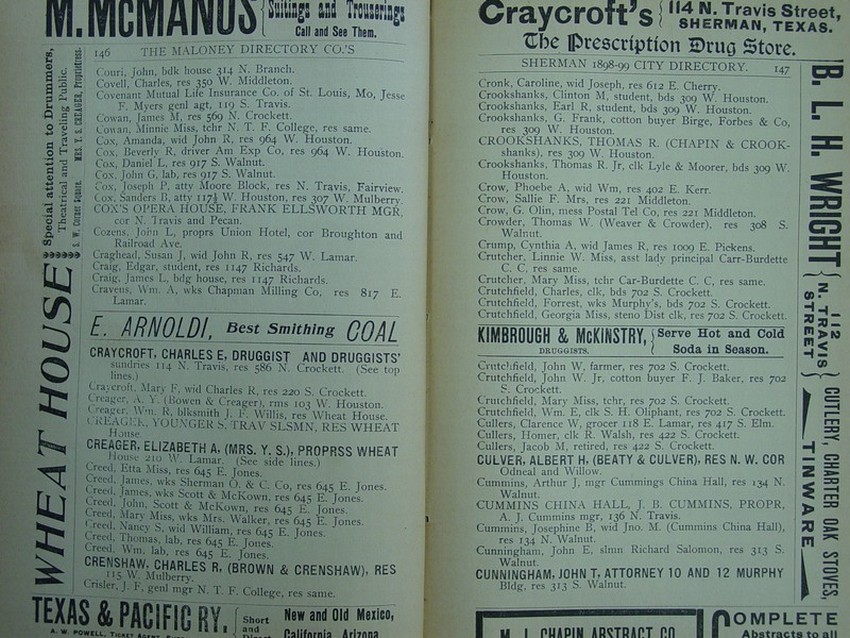 M. McMANUS { Suitings and Trouserings
Call and See Them.
146 THE MALONEY DIRECTORY CO.'S
Couri, John, bdk house 314 N. Branch.
Covell, Charles, res 350 W. Middleton.
Covenant Mutual Life Insurance Co. of St. Louis, Mo, Jesse
F. Myers genl agt, 119 S. Travis.
Cowan, James M, res 569 N. Crockett.
Cowan, Minnie Miss, tchr N. T. F. College, res same.
Cox, Amanda, wid John R, res 964 W. Houston.
Cox, Beverly R, driver Am Exp Co, res 964 W. Houston.
Cox, Daniel L, res 917 S. Walnut.
Cox, John G, lab, res 917 S. Walnut.
Cox, Joseph P, atty Moore Block, res N. Travis, Fairview.
Cox, Sanders B, atty 117½ W. Houston, res 307 W. Mulberry.
COX'S OPERA HOUSE, FRANK ELLSWORTH MGR,
cor N. Travis and Pecan.
Cozens, John L, proprs Union Hotel, cor Broughton and
Railroad Ave.
Craghead, Susan J, wid John R, res 547 W. Lamar.
Craig, Edgar, student, res 1147 Richards.
Craig, James L, bdg house, res 1147 Richards.
Cravens, Wm. A, wks Chapman Milling Co, res 817 E.
Lamar.
E. ARNOLDI, Best Smithing COAL
CRAYCROFT, CHARLES E, DRUGGIST AND DRUGGISTS'
sundries 114 N. Travis, res 586 N. Crockett. (See top
lines.)
Craycroft, Mary F, wid Charles R, res 220 S. Crockett.
Creager, A. Y. (Bowen & Creager), rms 103 W. Houston.
Creager, Wm. R, blksmith J. F. Willis, res Wheat House.
CREAGER, YOUNGER S, TRAV SLSMN, RES WHEAT
House.
CREAGER, ELIZABETH A, (MRS. Y. S.), PROPRSS WHEAT
House 210 W. Lamar. (See side lines.)
Creed, Etta Miss, res 645 E. Jones.
Creed, James, wks Sherman O. & C. Co, res 645 E. Jones.
Creed, James, wks Scott & McKown, res 645 E. Jones.
Creed, John, Scott & McKown, res 645 E. Jones.
Creed, Mary Miss, wks Mrs. Walker, res 645 E. Jones.
Creed, Nancy S, wid William, res 645 E. Jones.
Creed, Thomas, lab, res 645 E. Jones.
Creed, Wm, lab, res 645 E. Jones.
CRENSHAW, CHARLES R, (BROWN & CRENSHAW), RES
115 W. Mulberry.
Crisler, J. F, genl mgr N. T. F. College, res same.
TEXAS & PACIFIC RY. { Short and New and Old Mexico,
A. W. POWELL, TICKET AGENT California, Arizona
WHEAT HOUSE
Special attention to Drummers,
Theatrical and Traveling Public.
S. W. Corner Square. MRS. Y. S. CREAGER, Proprietress.
Craycroft's { 114 N. Travis Street,
SHERMAN, TEXAS.
The Prescription Drug Store.
SHERMAN 1898-99 CITY DIRECTORY. 147
Cronk, Caroline, wid Joseph, res 612 E. Cherry.
Crookshanks, Clinton M, student, bds 309 W. Houston.
Crookshanks, Earl R, student, bds 309 W. Houston.
Crookshanks, G. Frank, cotton buyer Birge, Forbes & Co,
res 309 W. Houston.
CROOKSHANKS, THOMAS R. (CHAPIN & CROOK-
shanks), res 309 W. Houston.
Crookshanks, Thomas R. Jr, clk Lyle & Moorer, bds 309 W.
Houston.
Crow, Phoebe A, wid Wm, res 402 E. Kerr.
Crow, Sallie F. Mrs, res 221 Middleton.
Crow, G. Olin, mess Postal Tel Co, res 221 Middleton.
Crowder, Thomas W. (Weaver & Crowder), res 308 S.
Walnut.
Crump, Cynthia A, wid James R, res 1009 E. Pickens.
Crutcher, Linnie W. Miss, asst lady principal Carr-Burdette
C. C, res same.
Crutcher, Mary Miss, tchr Car-Burdette C. C, res same.
Crutchfield, Charles, clk, bds 702 S. Crockett.
Crutchfield, Forrest, wks Murphy's, bds 702 S. Crockett.
Crutchfield, Georgia Miss, steno Dist clk, res 702 S. Crockett.
KIMBROUGH & McKINSTRY, { Serve Hot and Cold
DRUGGISTS. Soda in Season.
Crutchfield, John W, farmer, res 702 S. Crockett.
Crutchfield, John W. Jr, cotton buyer F. J. Baker, res 702
S. Crockett.
Crutchfield, Mary Miss, tchr, res 702 S. Crockett.
Crutchfield, Wm. E, clk S. H. Oliphant, res 702 S. Crockett.
Cullers, Clarence W, grocer 118 E. Lamar, res 417 S. Elm.
Cullers, Homer, clk R. Walsh, res 422 S. Crockett.
Cullers, Jacob M, retired, res 422 S. Crockett.
CULVER, ALBERT H, (BEATY & CULVER), RES N. W. COR
Odneal and Willow.
Cummins, Arthur J, mgr Cummings China Hall, res 134 N.
Walnut.
CUMMINS CHINA HALL, J. B. CUMMINS, PROPR,
A. J. Cummins mgr, 136 N. Travis.
Cummins, Josephine B, wid Jno. M. (Cummins China Hall),
res 134 N. Walnut.
Cunningham, John E, slmn Richard Salomon, res 313 S.
Walnut.
CUNNINGHAM, JOHN T, ATTORNEY 10 AND 12 MURPHY
Bldg, res 313 S. Walnut.
M. L. CHAPIN ABSTRACT CO.
COMPLETE
Abstracts to all
B. L. H. WRIGHT { 112 N. TRAVIS STREET } CUTLERY, CHARTER OAK STOVES,
TINWARE